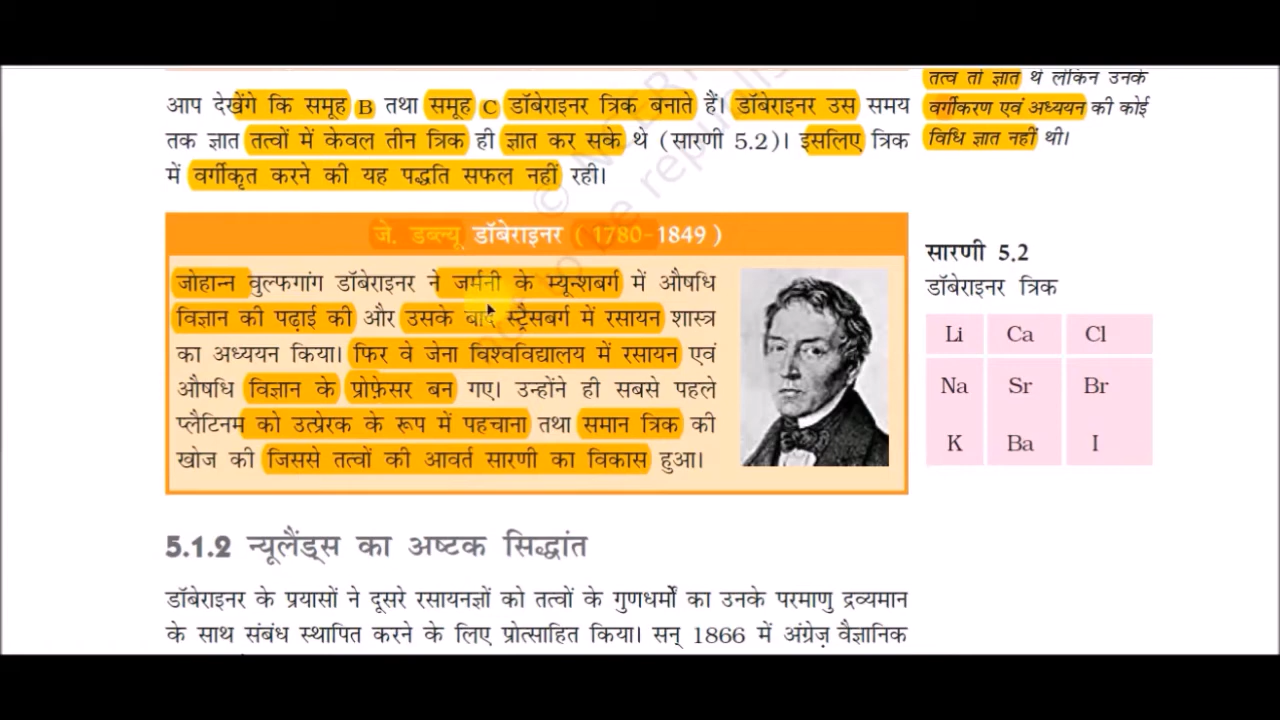 आप देखेंगे कि समूह B तथा समूह C डॉबेराइनर त्रिक बनाते हैं। डॉबेराइनर उस समय
तक ज्ञात तत्वों में केवल तीन त्रिक ही ज्ञात कर सके थे (सारणी 5.2)। इसलिए त्रिक
में वर्गीकृत करने की यह पद्धति सफल नहीं रही।
तत्व तो ज्ञात थे लेकिन उनके
वर्गीकरण एवं अध्ययन की कोई
विधि ज्ञात नहीं थी।
जे. डब्ल्यू डॉबेराइनर (1780-1849)
जोहान्न वुल्फगांग डॉबेराइनर ने जर्मनी के म्यून्शबर्ग में औषधि
विज्ञान की पढ़ाई की और उसके बाद स्ट्रैसबर्ग में रसायन शास्त्र
का अध्ययन किया। फिर वे जेना विश्वविद्यालय में रसायन एवं
औषधि विज्ञान के प्रोफ़ेसर बन गए। उन्होंने ही सबसे पहले
प्लैटिनम को उत्प्रेरक के रूप में पहचाना तथा समान त्रिक की
खोज की जिससे तत्वों की आवर्त सारणी का विकास हुआ।
सारणी 5.2
डॉबेराइनर त्रिक
Li Ca Cl
Na Sr Br
K Ba I
5.1.2 न्यूलैंड्स का अष्टक सिद्धांत
डॉबेराइनर के प्रयासों ने दूसरे रसायनज्ञों को तत्वों के गुणधर्मों का उनके परमाणु द्रव्यमान
के साथ संबंध स्थापित करने के लिए प्रोत्साहित किया। सन् 1866 में अंग्रेज़ वैज्ञानिक